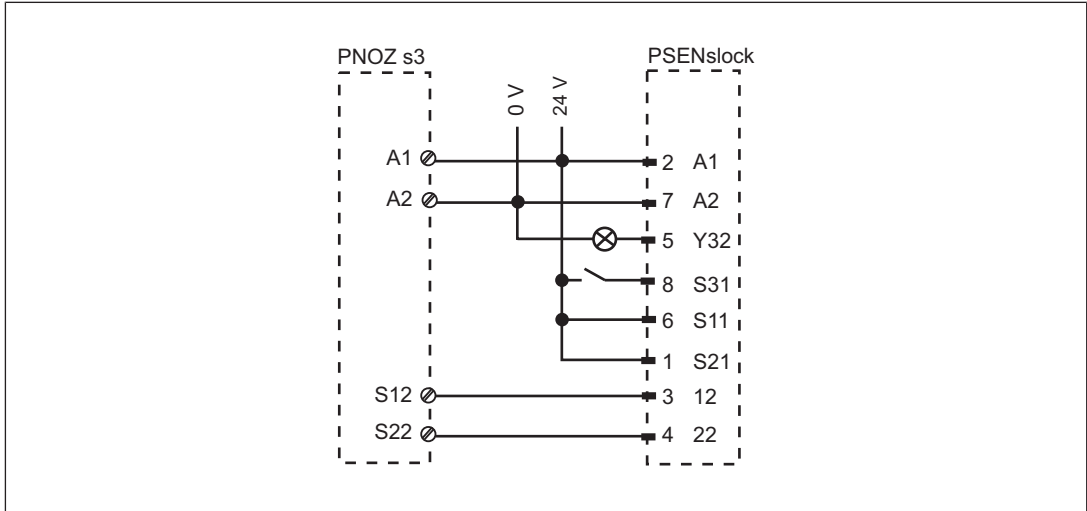 PNOZ s3
PSENslock
0 V
24 V
A1
2 A1
A2
7 A2
5 Y32
8 S31
6 S11
1 S21
S12
3 12
S22
4 22